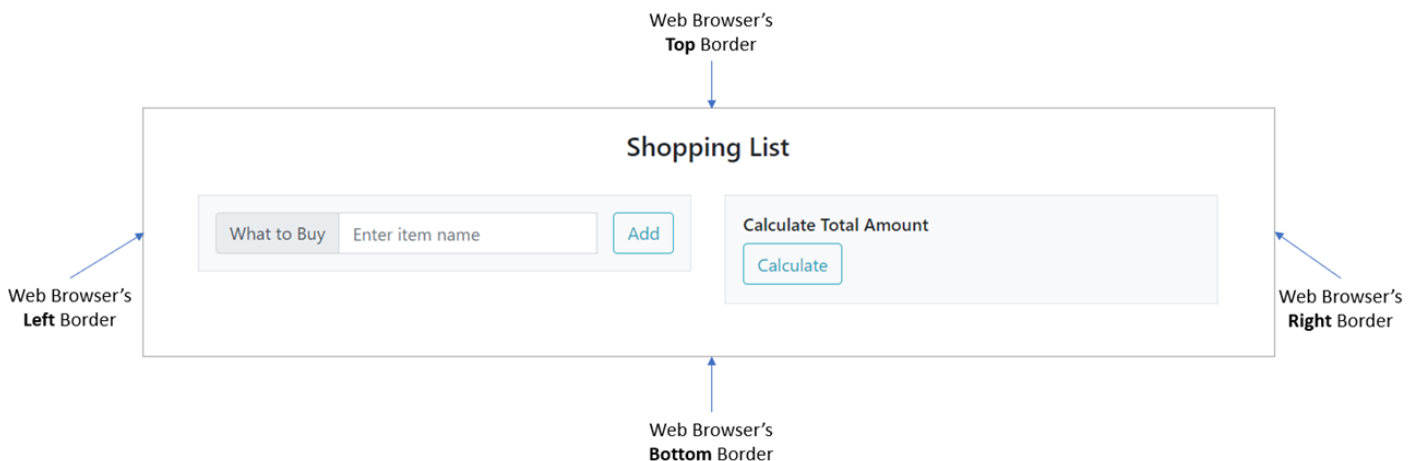 Web Browser's
Top Border
Shopping List
What to Buy Enter item name Add
Calculate Total Amount
Calculate
Web Browser's
Left Border
Web Browser's
Right Border
Web Browser's
Bottom Border